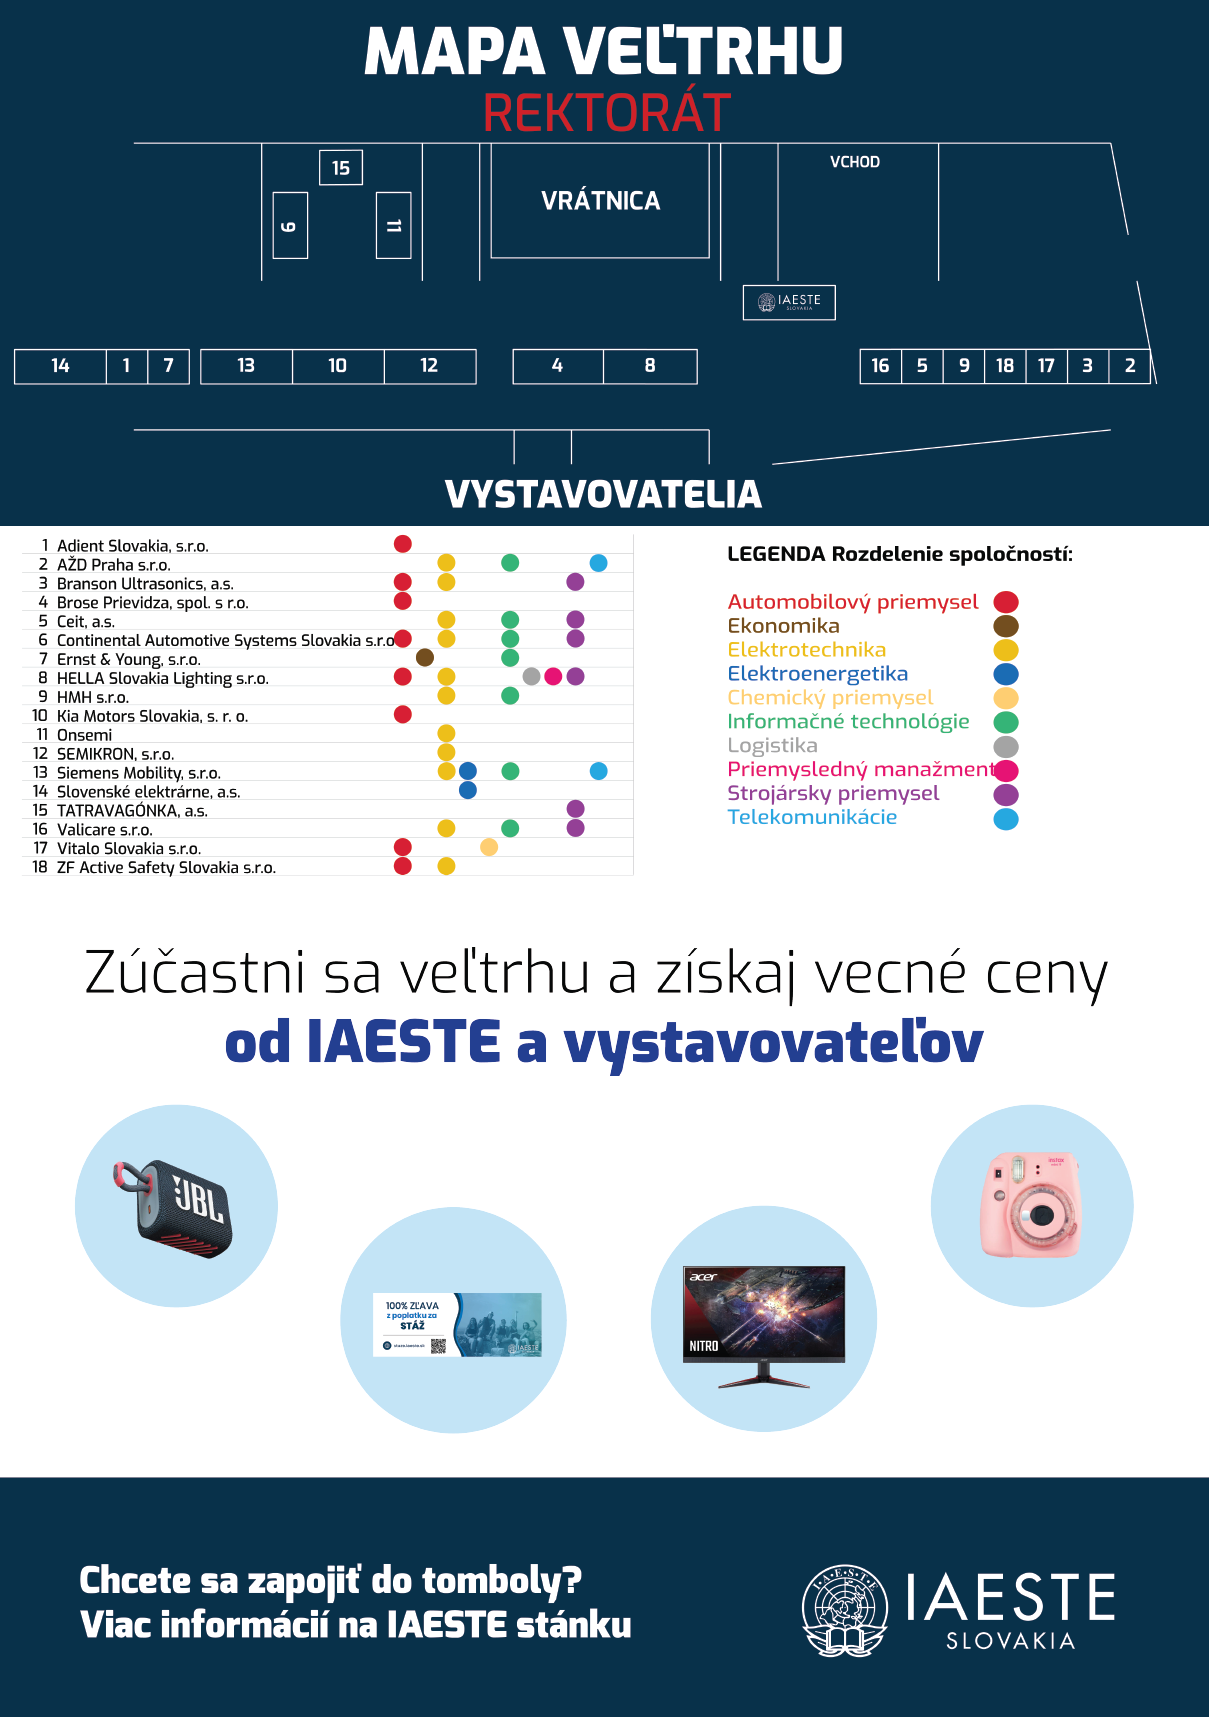 MAPA VEĽTRHU
REKTORÁT
15
VCHOD
VRÁTNICA
9
11
IAESTE
SLOVAKIA
14 1 7 13 10 12 4 8 16 5 9 18 17 3 2
VYSTAVOVATELIA
1 Adient Slovakia, s.r.o.
2 AŽD Praha s.r.o.
3 Branson Ultrasonics, a.s.
4 Brose Prievidza, spol. s r.o.
5 Ceit, a.s.
6 Continental Automotive Systems Slovakia s.r.o
7 Ernst & Young, s.r.o.
8 HELLA Slovakia Lighting s.r.o.
9 HMH s.r.o.
10 Kia Motors Slovakia, s. r. o.
11 Onsemi
12 SEMIKRON, s.r.o.
13 Siemens Mobility, s.r.o.
14 Slovenské elektrárne, a.s.
15 TATRAVAGÓNKA, a.s.
16 Valicare s.r.o.
17 Vitalo Slovakia s.r.o.
18 ZF Active Safety Slovakia s.r.o.
LEGENDA Rozdelenie spoločností:
Automobilový priemysel
Ekonomika
Elektrotechnika
Elektroenergetika
Chemický priemysel
Informačné technológie
Logistika
Priemysledný manažment
Strojársky priemysel
Telekomunikácie
Zúčastni sa veľtrhu a získaj vecné ceny
od IAESTE a vystavovateľov
JBL
instax
100% ZĽAVA
z poplatku za
STÁŽ
IAESTE
acer
NITRO
Chcete sa zapojiť do tomboly?
Viac informácií na IAESTE stánku
I.A.E.S.T.E
IAESTE
SLOVAKIA